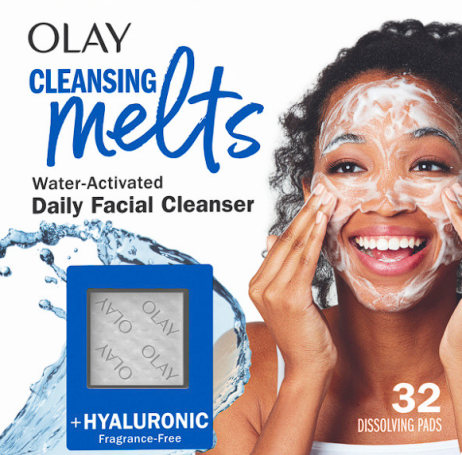 OLAY
CLEANSING
melts
Water-Activated
Daily Facial Cleanser
OLAY OLAY
OLAY OLAY
+HYALURONIC
Fragrance-Free
32
DISSOLVING PADS